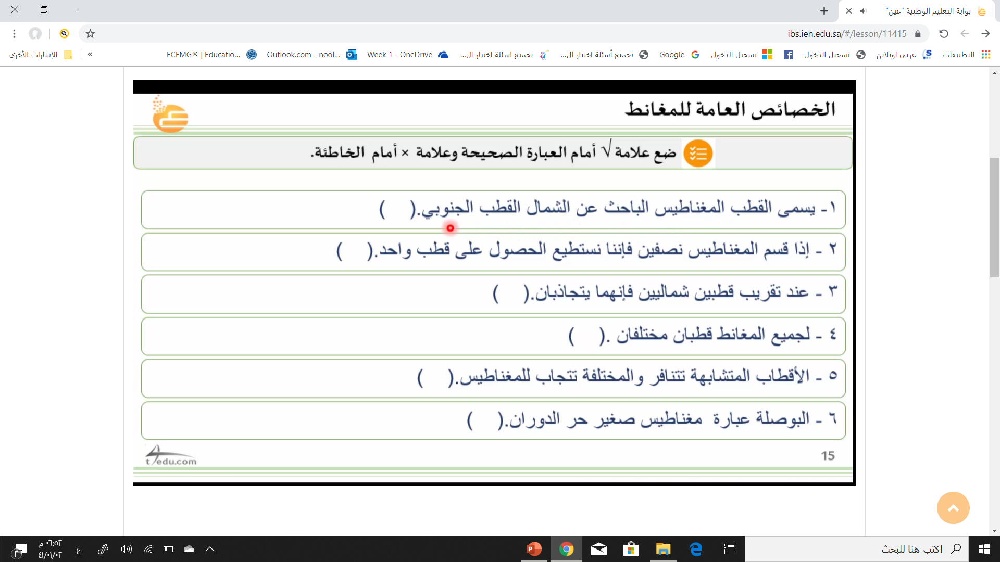 بوابة التعليم الوطنية "عين"
ibs.ien.edu.sa/#/lesson/11415
التطبيقات
عربى اونلاين
تسجيل الدخول
تسجيل الدخول
Google
تجميع أسئلة اختبار ال...
تجميع اسئلة اختبار ال...
Week 1 - OneDrive
Outlook.com - nool...
ECFMG® | Educatio...
»
الإشارات الأخرى
الخصائص العامة للمغانط
ضع علامة √ أمام العبارة الصحيحة وعلامة × أمام الخاطئة.
١- يسمى القطب المغناطيس الباحث عن الشمال القطب الجنوبي.( )
٢ - إذا قسم المغناطيس نصفين فإننا نستطيع الحصول على قطب واحد.( )
٣ - عند تقريب قطبين شماليين فإنهما يتجاذبان.( )
٤ - لجميع المغانط قطبان مختلفان .( )
٥ - الأقطاب المتشابهة تتنافر والمختلفة تتجاب للمغناطيس.( )
٦ - البوصلة عبارة مغناطيس صغير حر الدوران.( )
15
t4edu.com
اكتب هنا للبحث
ع
٠٦:٥٢ م
٤١/٠١/٠٢
٣